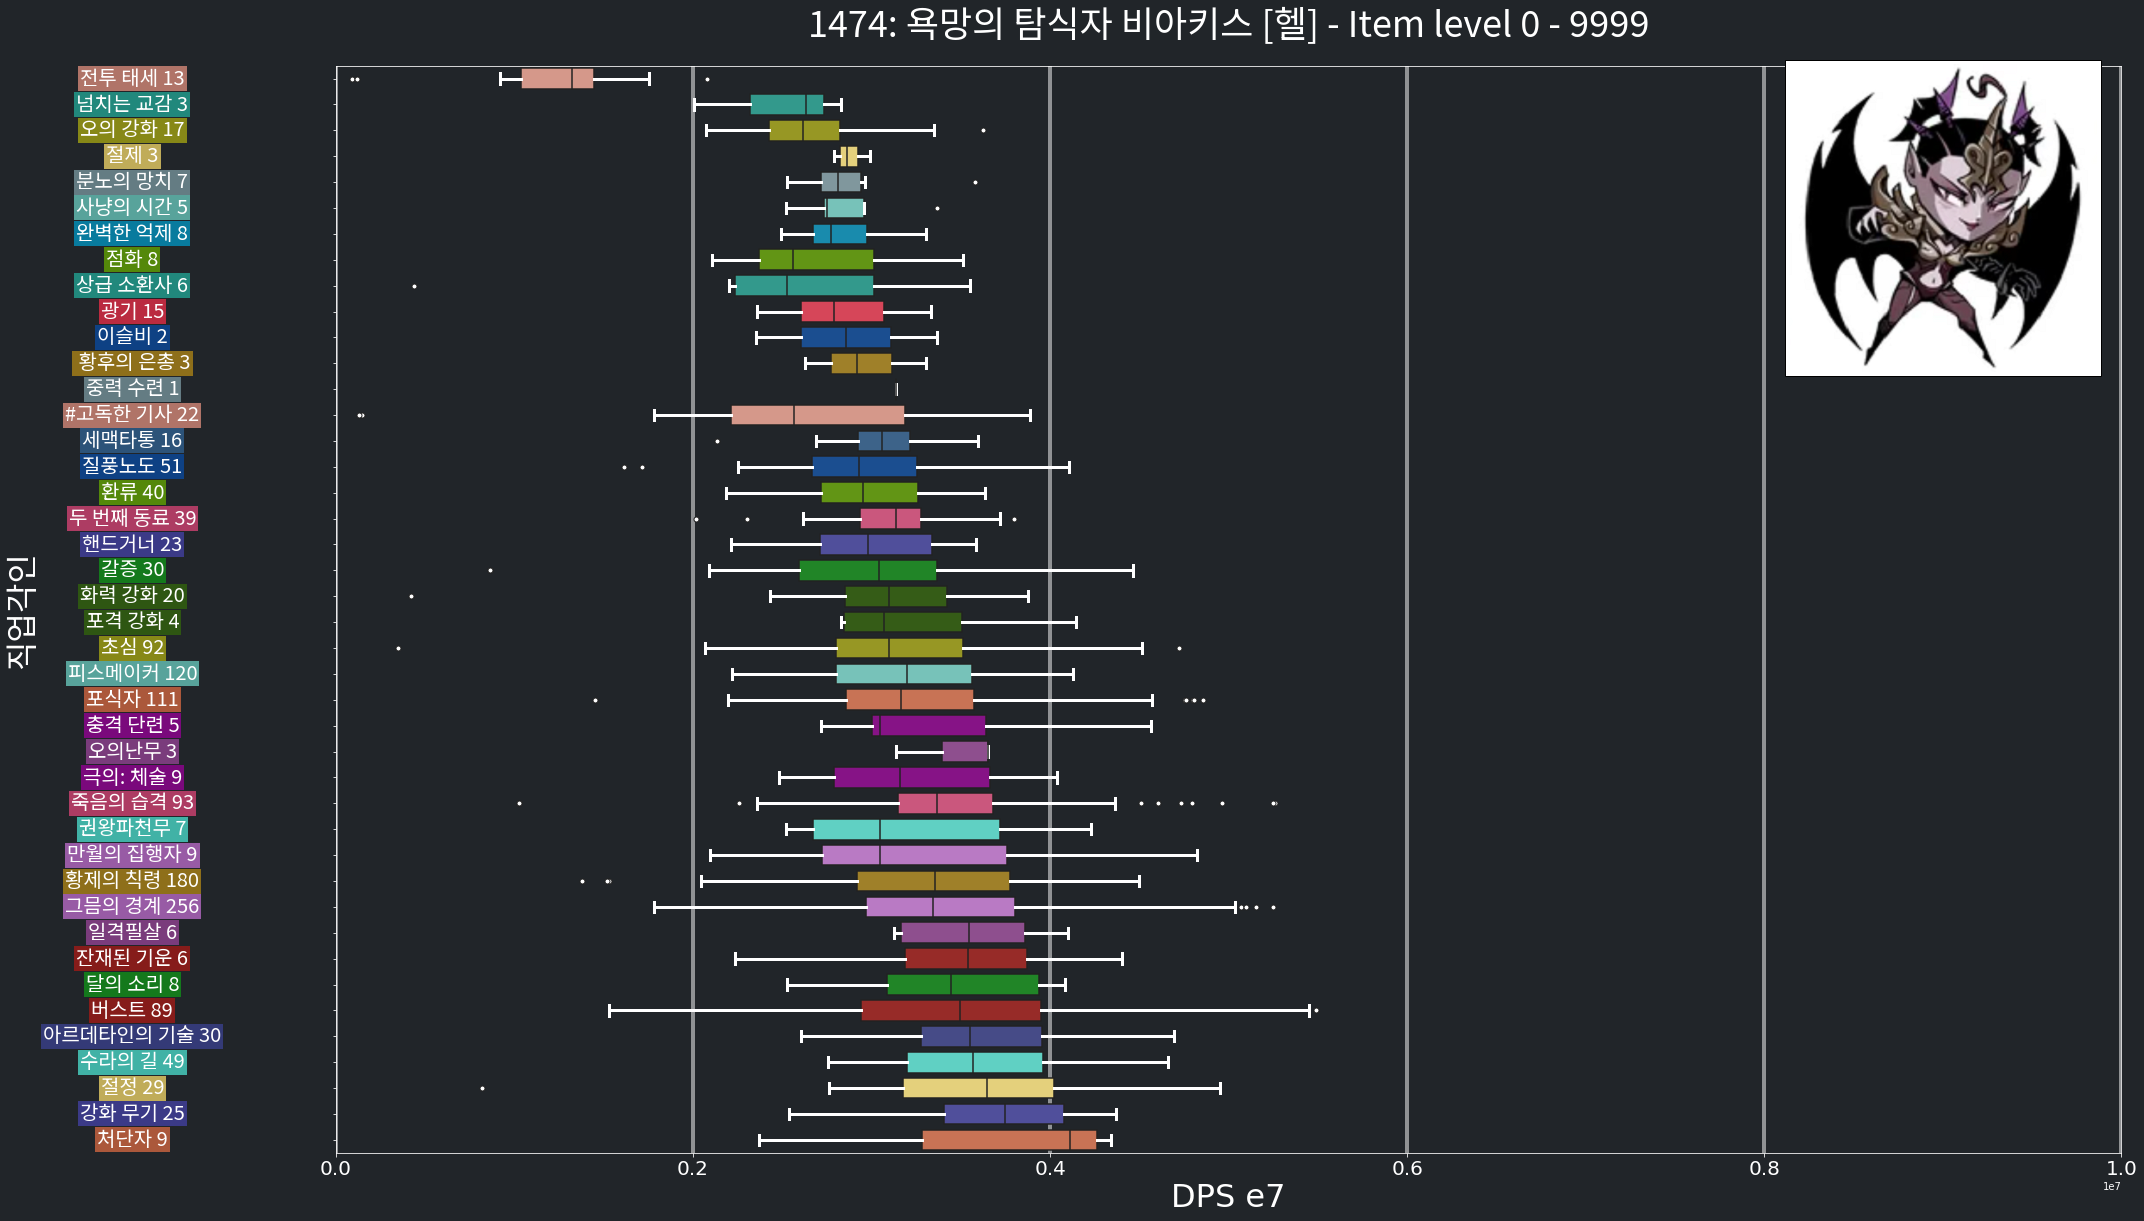 1474: 욕망의 탐식자 비아키스 [헬] - Item level 0 - 9999
직업각인
전투 태세 13
넘치는 교감 3
오의 강화 17
절제 3
분노의 망치 7
사냥의 시간 5
완벽한 억제 8
점화 8
상급 소환사 6
광기 15
이슬비 2
황후의 은총 3
중력 수련 1
#고독한 기사 22
세맥타통 16
질풍노도 51
환류 40
두 번째 동료 39
핸드거너 23
갈증 30
화력 강화 20
포격 강화 4
초심 92
피스메이커 120
포식자 111
충격 단련 5
오의난무 3
극의: 체술 9
죽음의 습격 93
권왕파천무 7
만월의 집행자 9
황제의 칙령 180
그믐의 경계 256
일격필살 6
잔재된 기운 6
달의 소리 8
버스트 89
아르데타인의 기술 30
수라의 길 49
절정 29
강화 무기 25
처단자 9
0.0 0.2 0.4 0.6 0.8 1.0
1e7
DPS e7